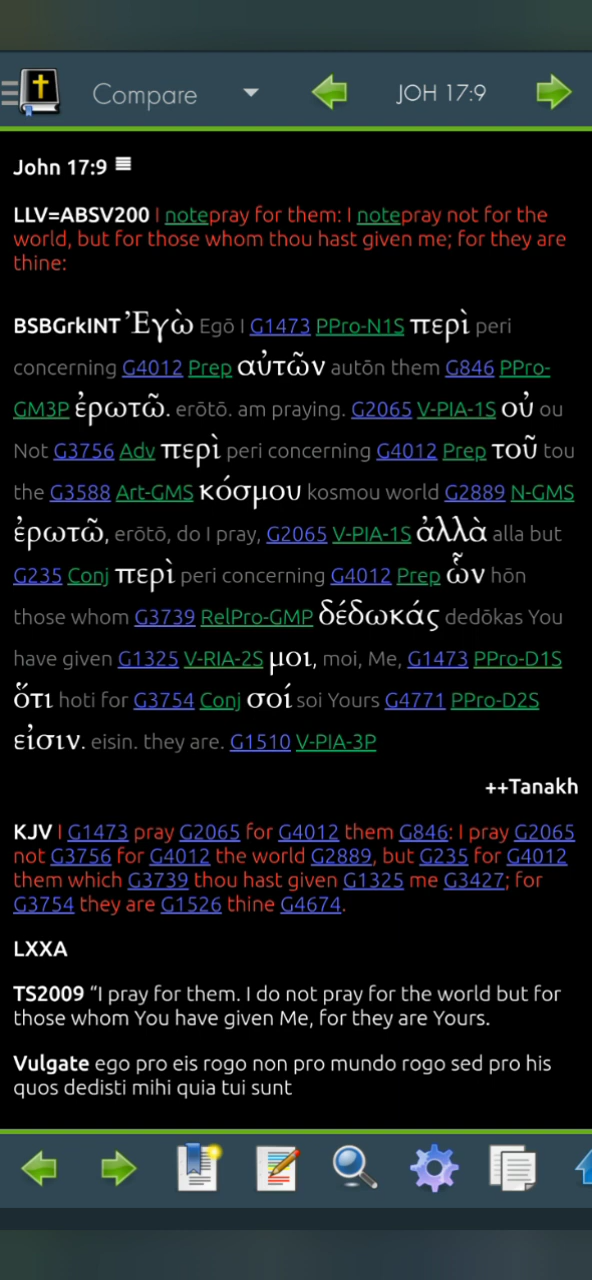 Compare
JOH 17:9
John 17:9
LLV=ABSV200 I notepray for them: I notepray not for the
world, but for those whom thou hast given me; for they are
thine:
BSBGrkINT Ἐγὼ Egō I G1473 PPro-N1S περὶ peri
concerning G4012 Prep αὐτῶν autōn them G846 PPro-
GM3P ἐρωτῶ. erōtō. am praying. G2065 V-PIA-1S οὐ ou
Not G3756 Adv περὶ peri concerning G4012 Prep τοῦ tou
the G3588 Art-GMS κόσμου kosmou world G2889 N-GMS
ἐρωτῶ, erōtō, do I pray, G2065 V-PIA-1S ἀλλὰ alla but
G235 Conj περὶ peri concerning G4012 Prep ὧν hōn
those whom G3739 RelPro-GMP δέδωκάς dedōkas You
have given G1325 V-RIA-2S μοι, moi, Me, G1473 PPro-D1S
ὅτι hoti for G3754 Conj σοί soi Yours G4771 PPro-D2S
εἰσιν. eisin. they are. G1510 V-PIA-3P
++Tanakh
KJV I G1473 pray G2065 for G4012 them G846: I pray G2065
not G3756 for G4012 the world G2889, but G235 for G4012
them which G3739 thou hast given G1325 me G3427; for
G3754 they are G1526 thine G4674.
LXXA
TS2009 “I pray for them. I do not pray for the world but for
those whom You have given Me, for they are Yours.
Vulgate ego pro eis rogo non pro mundo rogo sed pro his
quos dedisti mihi quia tui sunt